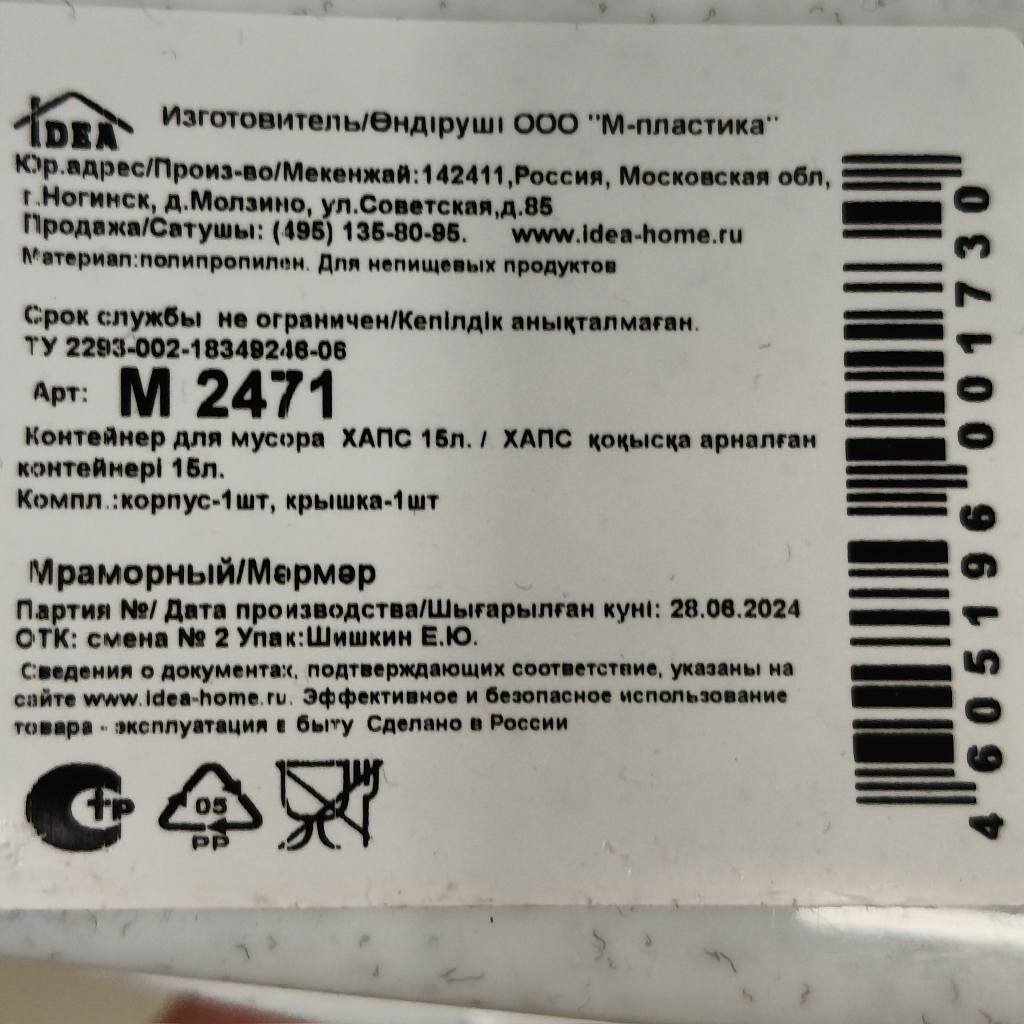 IDEA
Изготовитель/Өндіруші ООО "М-пластика"
Юр.адрес/Произ-во/Мекенжай:142411,Россия, Московская обл,
г.Ногинск, д.Молзино, ул.Советская,д.85
Продажа/Сатушы: (495) 135-80-95. www.idea-home.ru
Материал:полипропилен. Для непищевых продуктов
Срок службы не ограничен/Кепілдік анықталмаған.
ТУ 2293-002-18349246-06
Арт: М 2471
Контейнер для мусора ХАПС 15л. / ХАПС қоқысқа арналған
контейнері 15л.
Компл.:корпус-1шт, крышка-1шт
Мраморный/Мәрмәр
Партия №/ Дата производства/Шығарылған куні: 28.06.2024
ОТК: смена № 2 Упак:Шишкин Е.Ю.
Сведения о документах, подтверждающих соответствие, указаны на
сайте www.idea-home.ru. Эффективное и безопасное использование
товара - эксплуатация в быту Сделано в России
СТР
05
PP
4605196001730